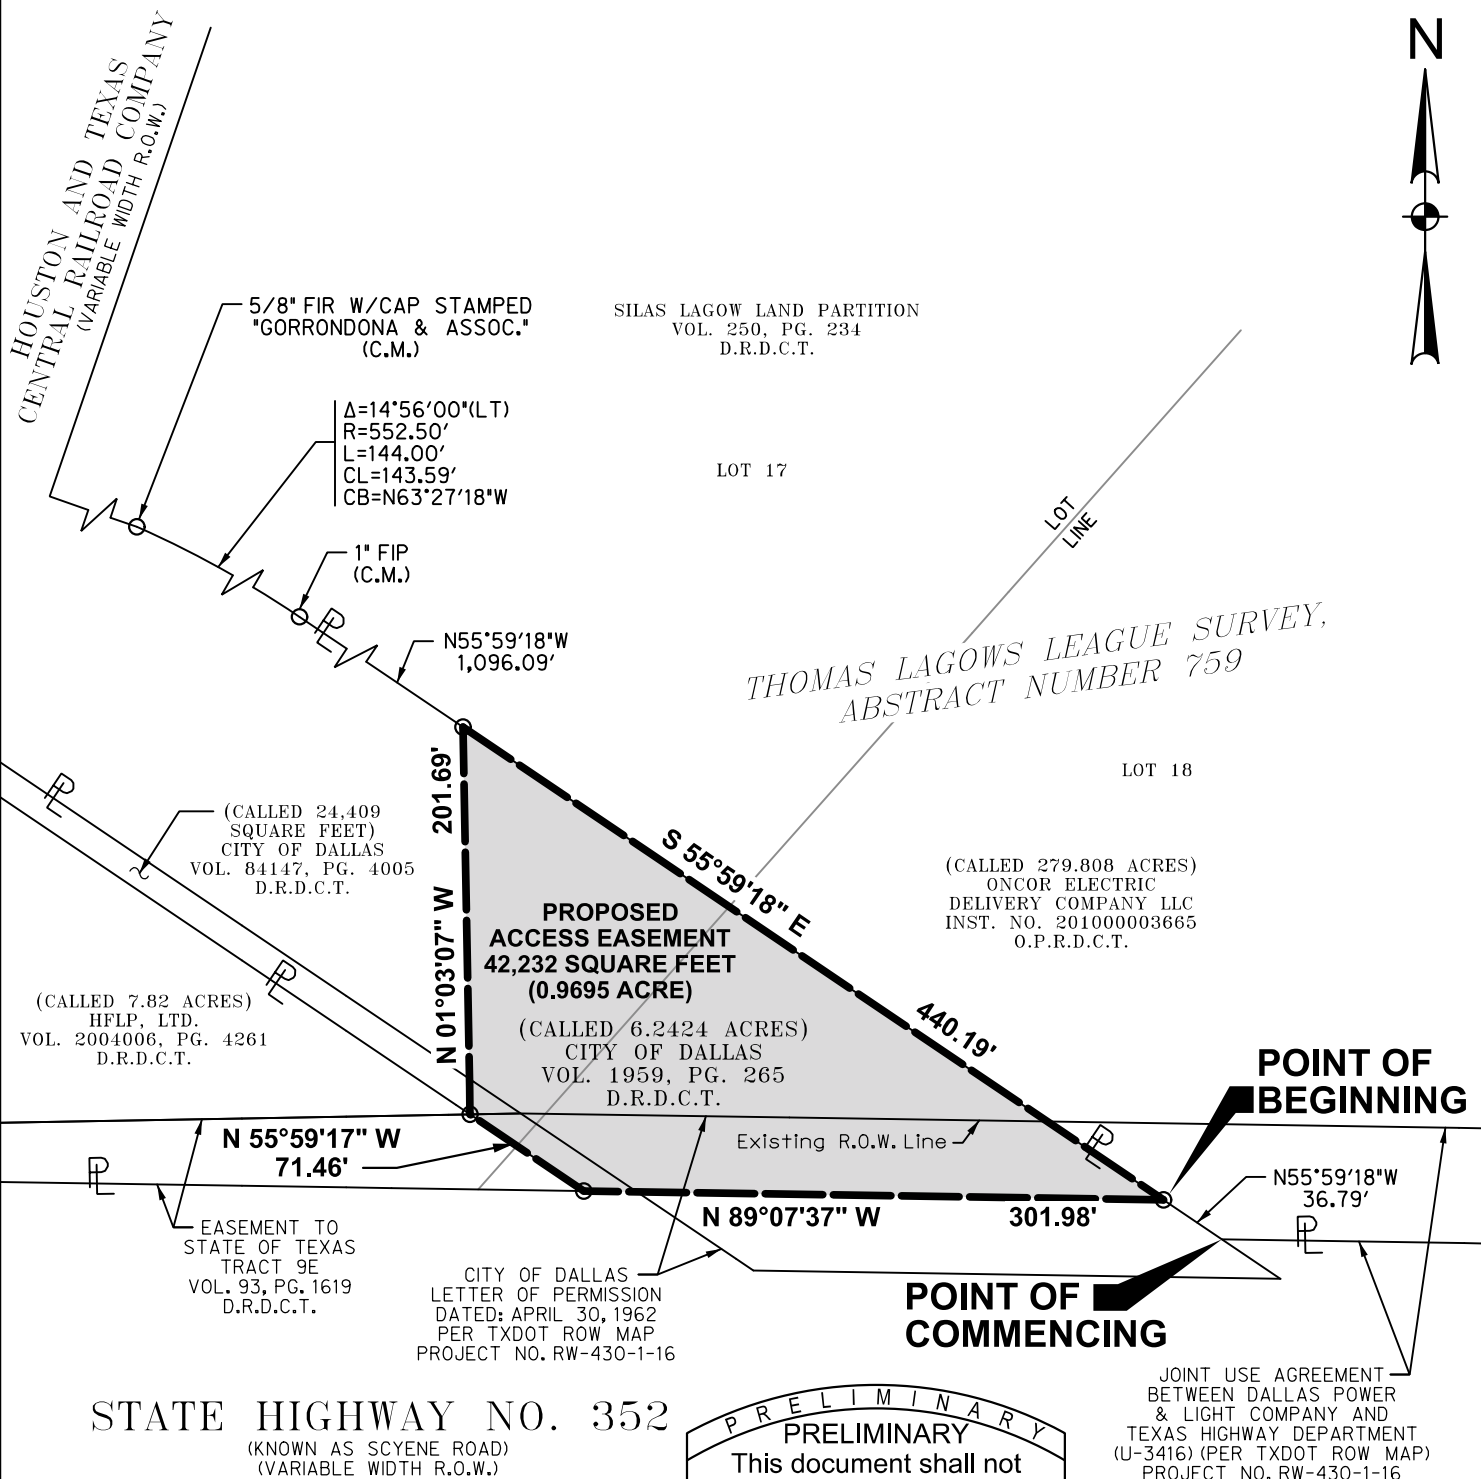 N
HOUSTON AND TEXAS
CENTRAL RAILROAD COMPANY
(VARIABLE WIDTH R.O.W.)
5/8" FIR W/CAP STAMPED
"GORRONDONA & ASSOC."
(C.M.)
SILAS LAGOW LAND PARTITION
VOL. 250, PG. 234
D.R.D.C.T.
Δ=14°56'00"(LT)
R=552.50'
L=144.00'
CL=143.59'
CB=N63°27'18"W
LOT 17
LOT
LINE
1" FIP
(C.M.)
PL
N55°59'18"W
1,096.09'
THOMAS LAGOWS LEAGUE SURVEY,
ABSTRACT NUMBER 759
LOT 18
PL
201.69'
N 01°03'07" W
(CALLED 24,409
SQUARE FEET)
CITY OF DALLAS
VOL. 84147, PG. 4005
D.R.D.C.T.
S 55°59'18" E
440.19'
(CALLED 279.808 ACRES)
ONCOR ELECTRIC
DELIVERY COMPANY LLC
INST. NO. 201000003665
O.P.R.D.C.T.
PROPOSED
ACCESS EASEMENT
42,232 SQUARE FEET
(0.9695 ACRE)
PL
(CALLED 7.82 ACRES)
HFLP, LTD.
VOL. 2004006, PG. 4261
D.R.D.C.T.
(CALLED 6.2424 ACRES)
CITY OF DALLAS
VOL. 1959, PG. 265
D.R.D.C.T.
POINT OF
BEGINNING
N 55°59'17" W
71.46'
Existing R.O.W. Line
PL
PL
N55°59'18"W
36.79'
N 89°07'37" W
301.98'
PL
EASEMENT TO
STATE OF TEXAS
TRACT 9E
VOL. 93, PG. 1619
D.R.D.C.T.
CITY OF DALLAS
LETTER OF PERMISSION
DATED: APRIL 30, 1962
PER TXDOT ROW MAP
PROJECT NO. RW-430-1-16
POINT OF
COMMENCING
JOINT USE AGREEMENT
BETWEEN DALLAS POWER
& LIGHT COMPANY AND
TEXAS HIGHWAY DEPARTMENT
(U-3416) (PER TXDOT ROW MAP)
PROJECT NO. RW-430-1-16
STATE HIGHWAY NO. 352
(KNOWN AS SCYENE ROAD)
(VARIABLE WIDTH R.O.W.)
PRELIMINARY
PRELIMINARY
This document shall not